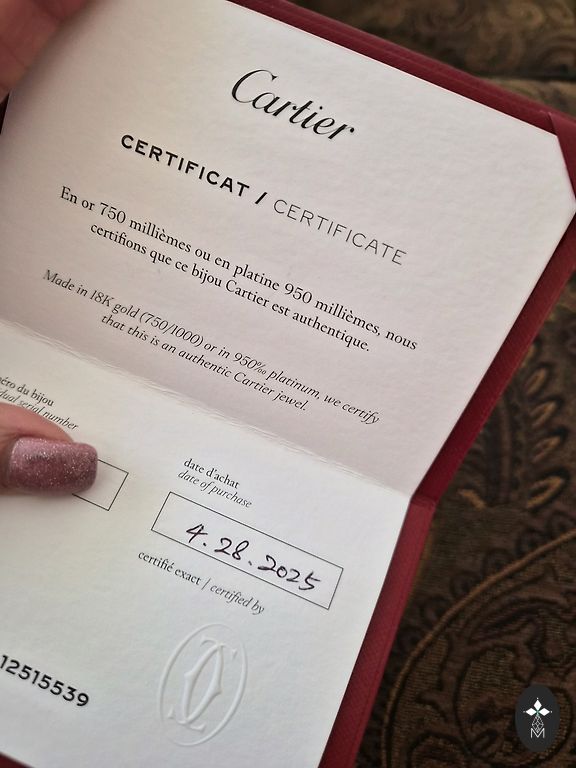 Cartier
CERTIFICAT / CERTIFICATE
En or 750 millièmes ou en platine 950 millièmes, nous
certifions que ce bijou Cartier est authentique.
Made in 18K gold (750/1000) or in 950‰ platinum, we certify
that this is an authentic Cartier jewel.
du bijou
serial number
date d'achat
date of purchase
4.28.2025
certifié exact / certified by
12515539
M